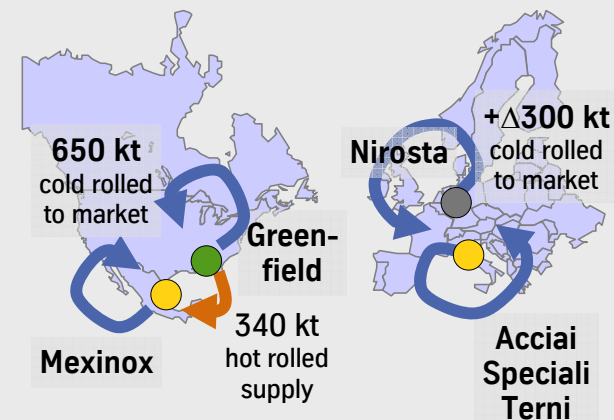 650 kt
cold rolled
to market
Green-
field
340 kt
hot rolled
supply
Mexinox
Nirosta
+Δ300 kt
cold rolled
to market
Acciai
Speciali
Terni